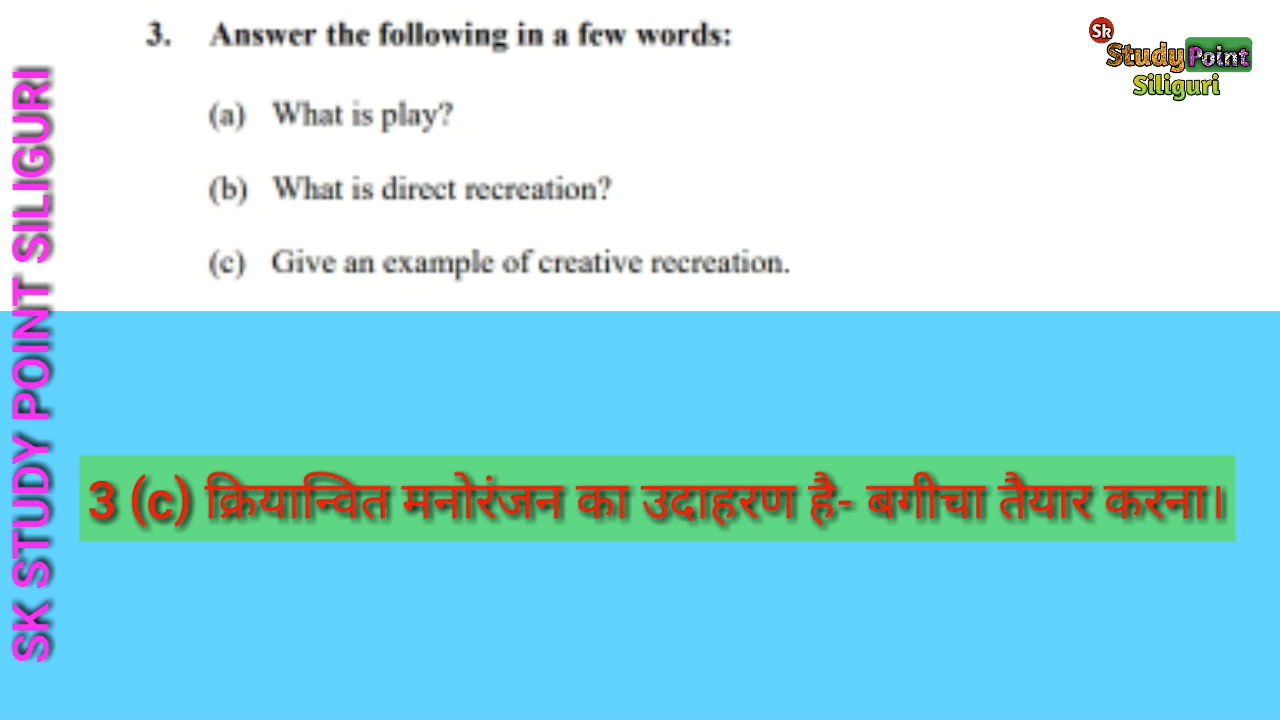 3. Answer the following in a few words:
(a) What is play?
(b) What is direct recreation?
(c) Give an example of creative recreation.
Sk
Study Point
Siliguri
SK STUDY POINT SILIGURI
3 (c) क्रियान्वित मनोरंजन का उदाहरण है- बगीचा तैयार करना।